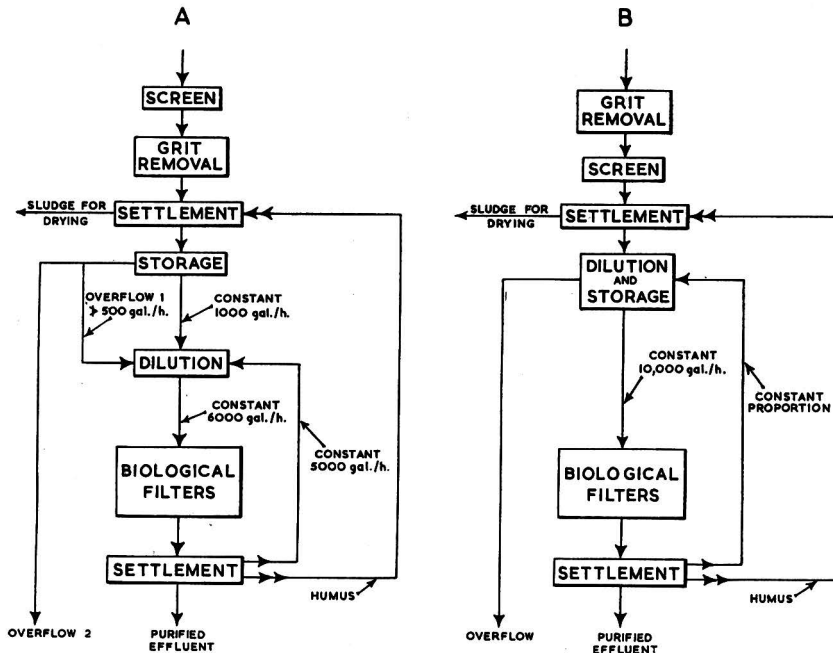 A
SCREEN
GRIT
REMOVAL
SLUDGE FOR
DRYING
SETTLEMENT
STORAGE
OVERFLOW 1
≯ 500 gal./h.
CONSTANT
1000 gal./h.
DILUTION
CONSTANT
6000 gal./h.
CONSTANT
5000 gal./h.
BIOLOGICAL
FILTERS
SETTLEMENT
HUMUS
OVERFLOW 2
PURIFIED
EFFLUENT
B
GRIT
REMOVAL
SCREEN
SLUDGE FOR
DRYING
SETTLEMENT
DILUTION
AND
STORAGE
CONSTANT
10,000 gal./h.
CONSTANT
PROPORTION
BIOLOGICAL
FILTERS
SETTLEMENT
HUMUS
OVERFLOW
PURIFIED
EFFLUENT